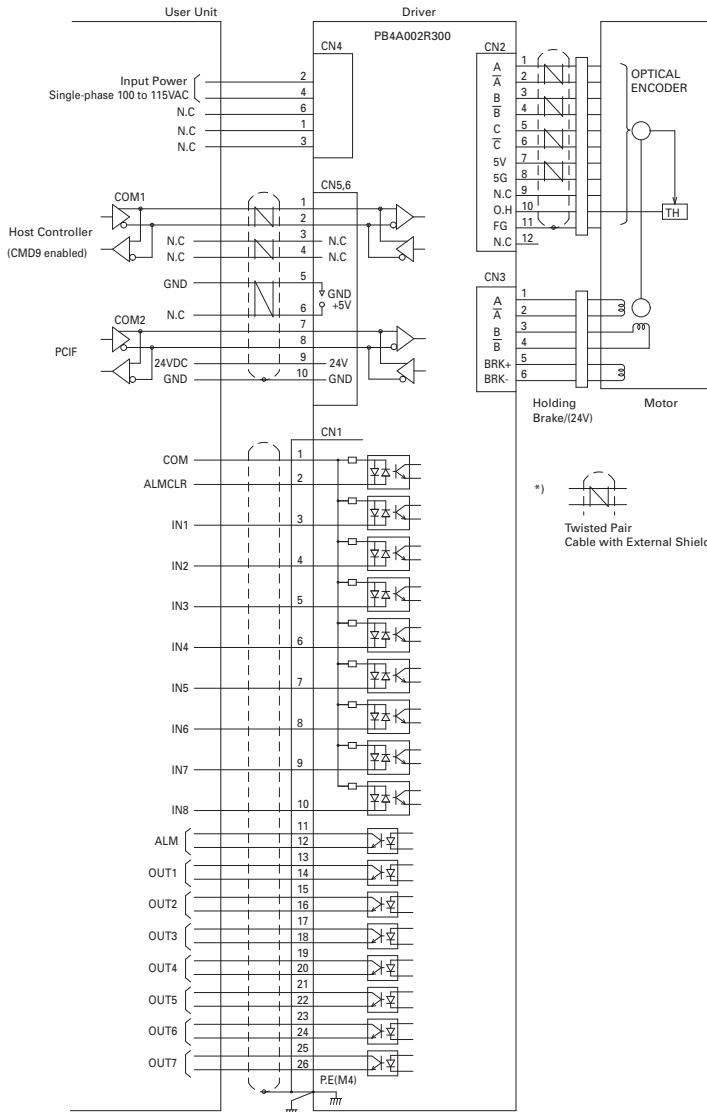 User Unit
Driver
PB4A002R300
CN4
Input Power
Single-phase 100 to 115VAC
N.C
N.C
N.C
2
4
6
1
3
CN2
A 1
A 2
B 3
B 4
C 5
C 6
5V 7
5G 8
N.C 9
O.H 10
FG 11
N.C 12
OPTICAL
ENCODER
TH
CN5,6
COM1
Host Controller
(CMD9 enabled)
1
2
N.C 3 N.C
N.C 4 N.C
GND 5 GND
N.C 6 +5V
COM2
PCIF
7
8
24VDC 9 24V
GND 10 GND
CN3
A 1
A 2
B 3
B 4
BRK+ 5
BRK- 6
Holding
Brake/(24V)
Motor
CN1
COM 1
ALMCLR 2
IN1 3
IN2 4
IN3 5
IN4 6
IN5 7
IN6 8
IN7 9
IN8 10
ALM 11
12
OUT1 13
14
OUT2 15
16
OUT3 17
18
OUT4 19
20
OUT5 21
22
OUT6 23
24
OUT7 25
26
P.E(M4)
*)
Twisted Pair
Cable with External Shield